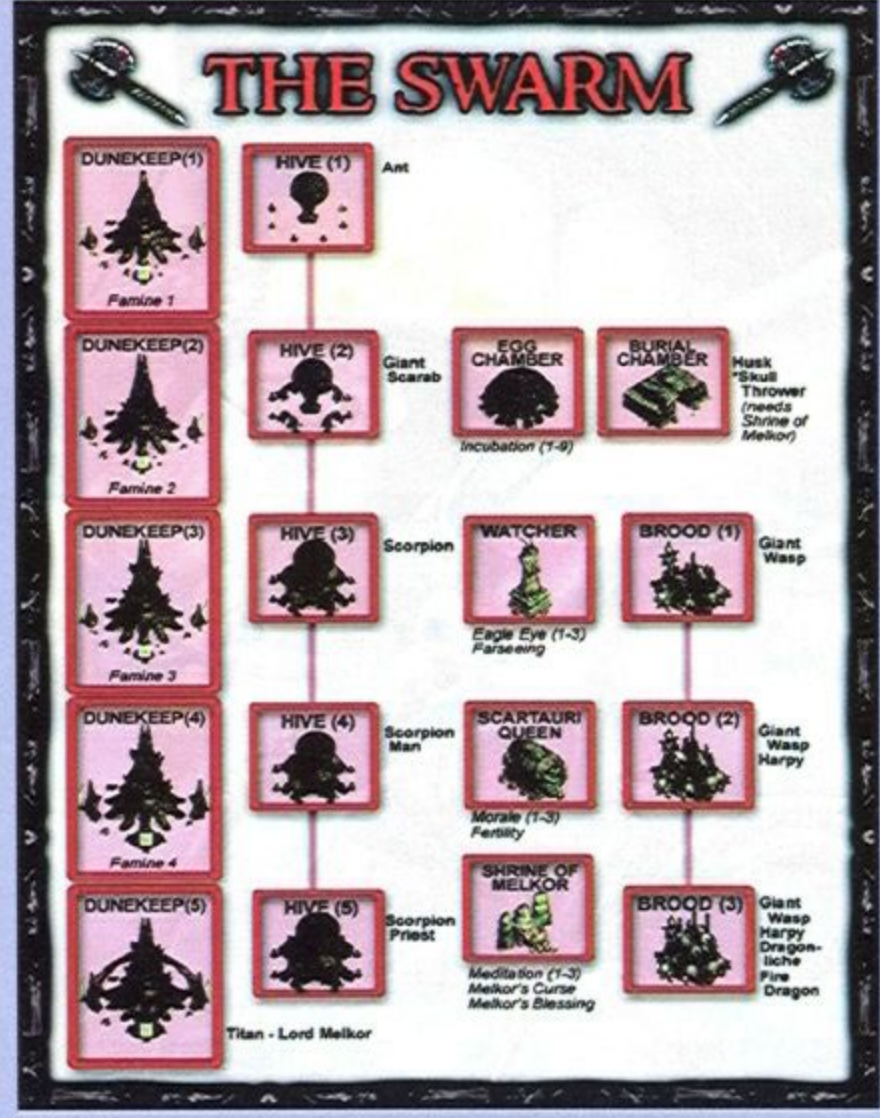 THE SWARM
DUNEKEEP(1)
Famine 1
HIVE (1)
Ant
DUNEKEEP(2)
Famine 2
HIVE (2)
Giant
Scarab
EGG
CHAMBER
Incubation (1-9)
BURIAL
CHAMBER
Husk
*Skull
Thrower
(needs
Shrine of
Melkor)
DUNEKEEP(3)
Famine 3
HIVE (3)
Scorpion
WATCHER
Eagle Eye (1-3)
Farseeing
BROOD (1)
Giant
Wasp
DUNEKEEP(4)
Famine 4
HIVE (4)
Scorpion
Man
SCARTAURI
QUEEN
Morale (1-3)
Fertility
BROOD (2)
Giant
Wasp
Harpy
DUNEKEEP(5)
HIVE (5)
Scorpion
Priest
SHRINE OF
MELKOR
Meditation (1-3)
Melkor's Curse
Melkor's Blessing
BROOD (3)
Giant
Wasp
Harpy
Dragon-
liche
Fire
Dragon
Titan - Lord Melkor